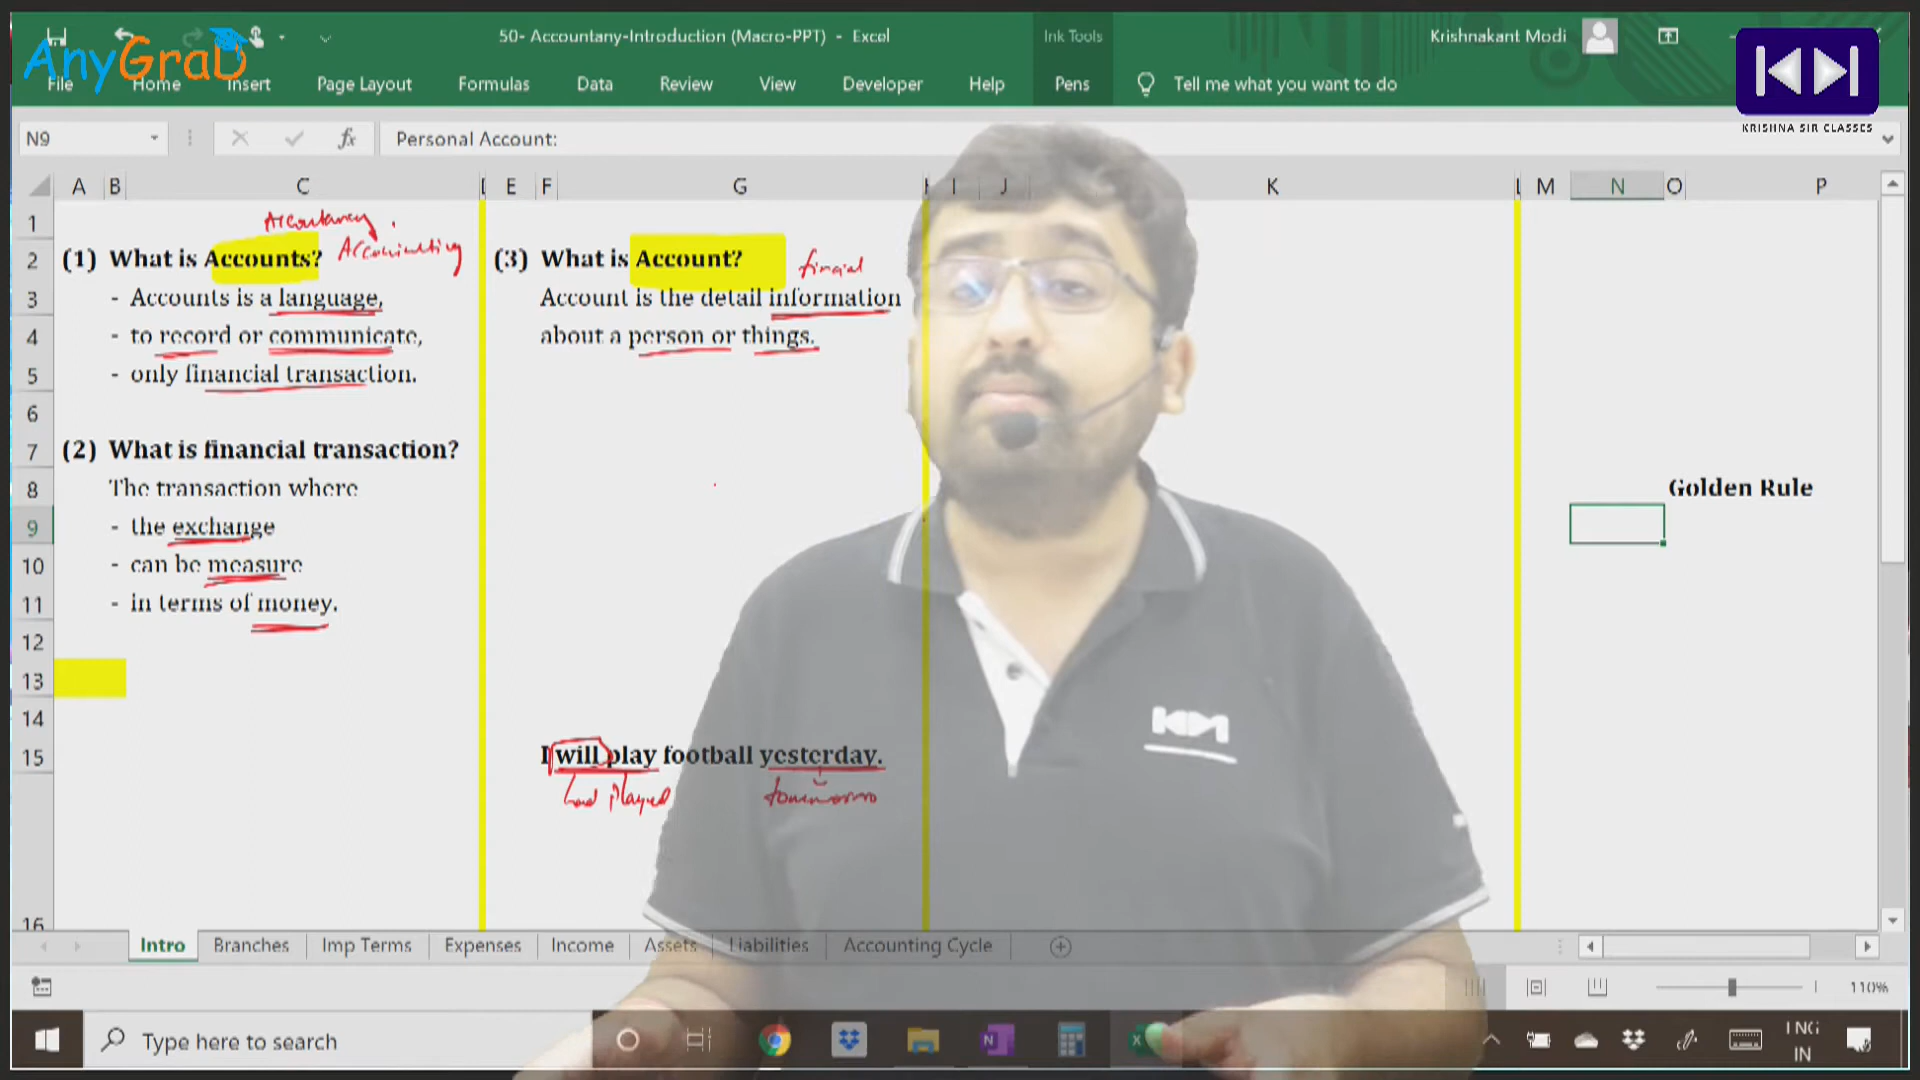 50- Accountany-Introduction (Macro-PPT) - Excel
Ink Tools
Krishnakant Modi
AnyGraD
File Home Insert Page Layout Formulas Data Review View Developer Help Pens Tell me what you want to do
KRISHNA SIR CLASSES
N9
fx
Personal Account:
A B C E F G I J K M N O P
1
Accountancy
2 (1) What is Accounts?
Accounting
(3) What is Account?
3 - Accounts is a language,
Account is the detail information
4 - to record or communicate,
about a person or things.
5 - only financial transaction.
6
7 (2) What is financial transaction?
8 The transaction where
Golden Rule
9 - the exchange
10 - can be measure
11 - in terms of money.
12
13
14
15 I will play football yesterday.
had played
16
Intro Branches Imp Terms Expenses Income Assets Liabilities Accounting Cycle
110%
Type here to search
IN